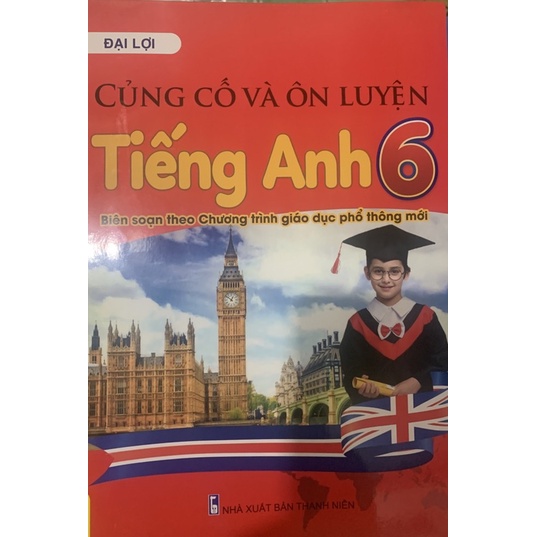 ĐẠI LỢI
CỦNG CỐ VÀ ÔN LUYỆN
Tiếng Anh 6
Biên soạn theo Chương trình giáo dục phổ thông mới
NHÀ XUẤT BẢN THANH NIÊN